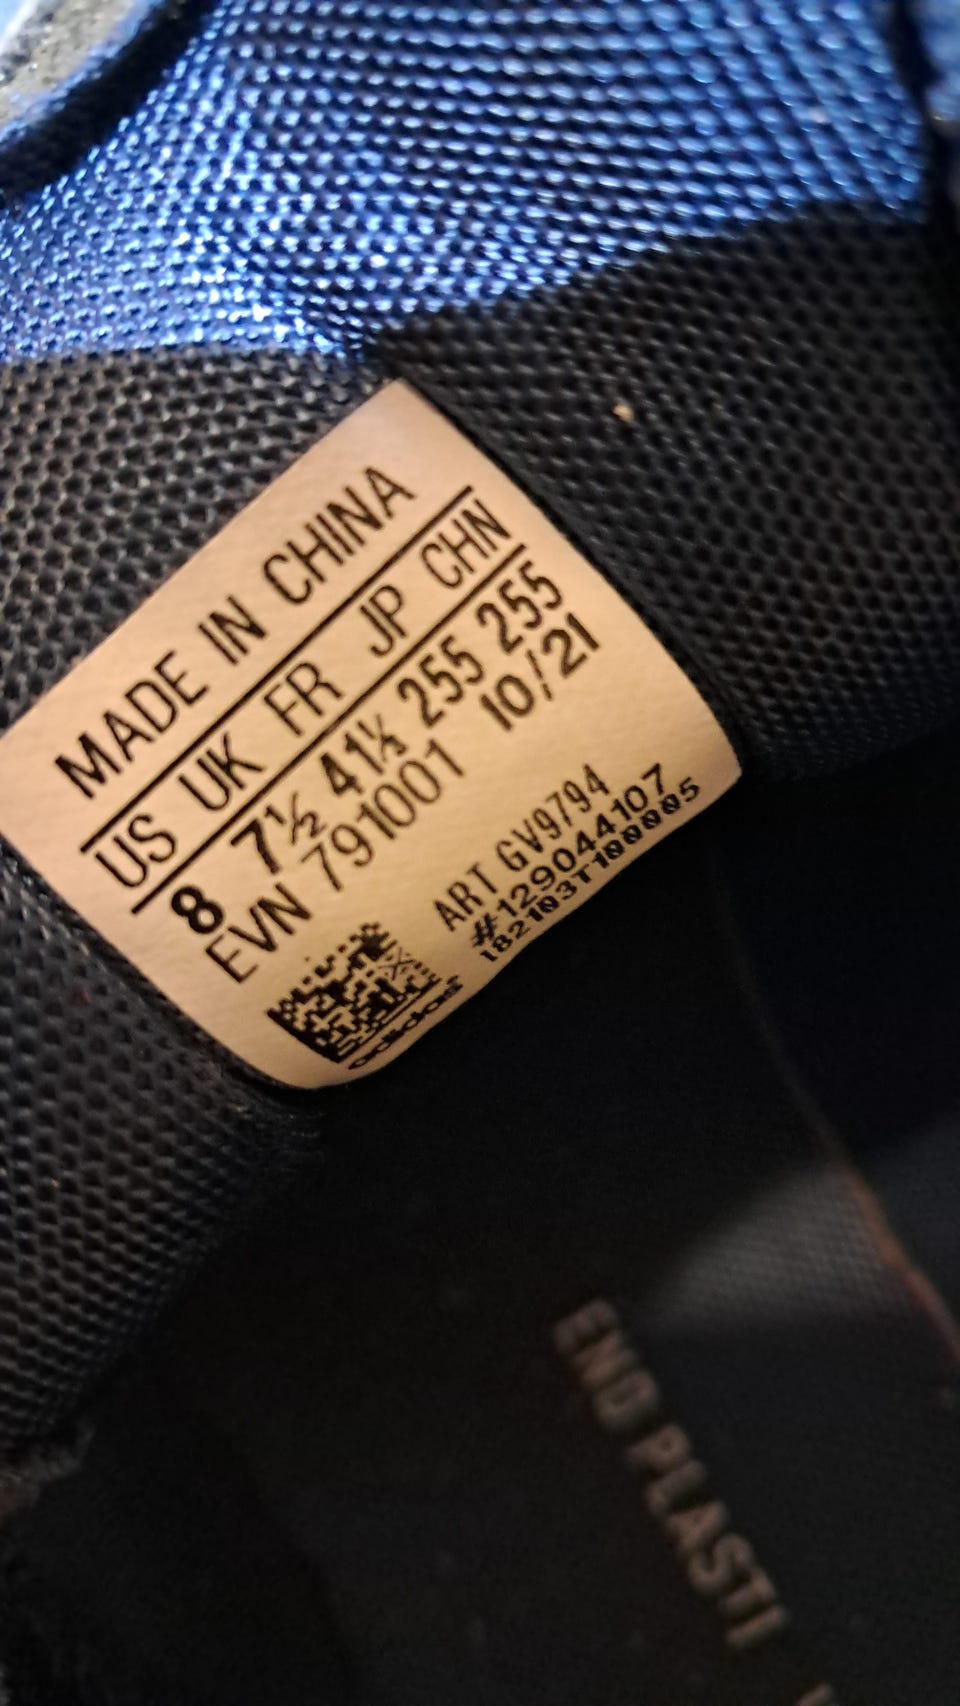 MADE IN CHINA
US UK FR JP CHN
8 7½ 41⅓ 255 255
EVN 791001 10/21
ART GV9794
#129044107
182103T100005
adidas
END PLASTI